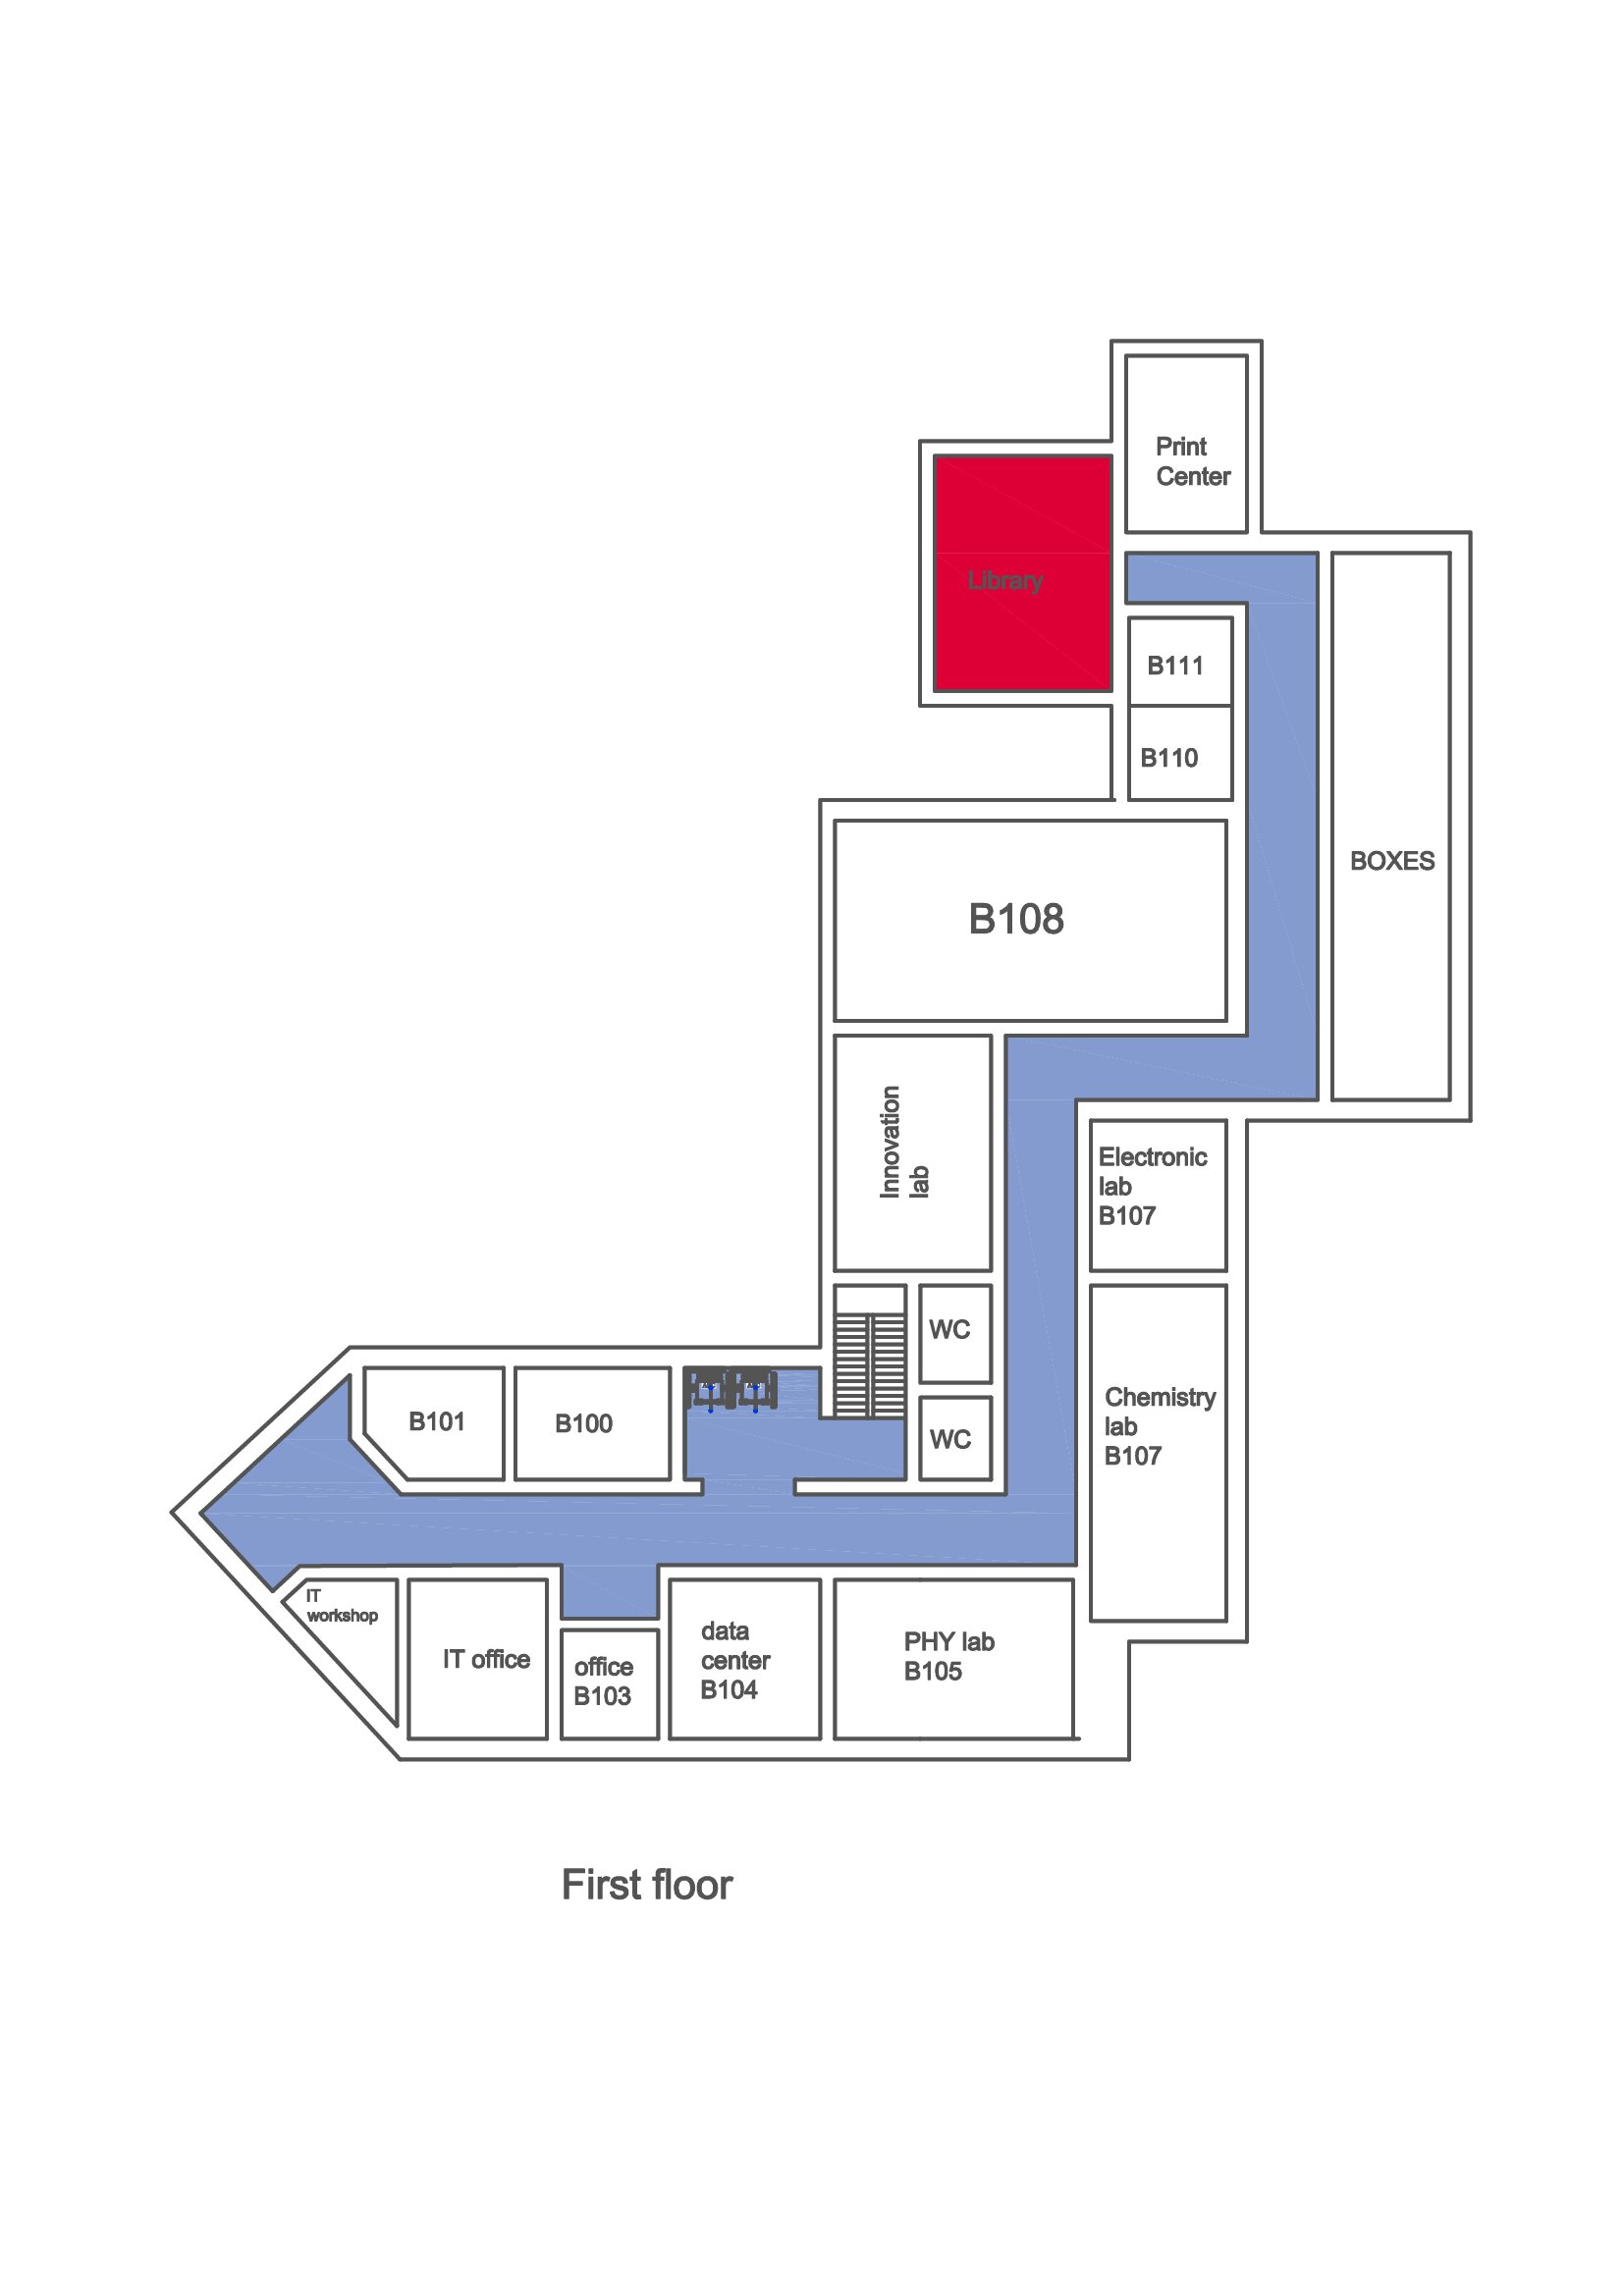 Print
Center
Library
B111
B110
BOXES
B108
Innovation
lab
Electronic
lab
B107
WC
Chemistry
lab
B107
B101
B100
WC
IT
workshop
IT office
office
B103
data
center
B104
PHY lab
B105
First floor